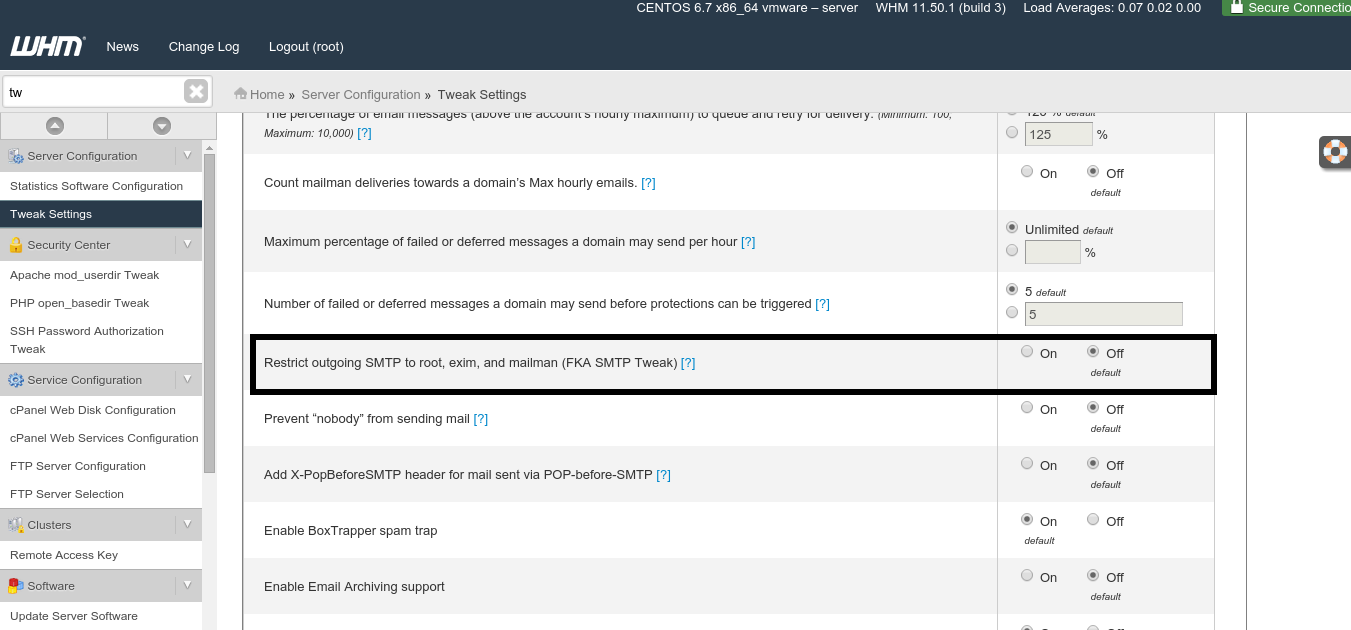 CENTOS 6.7 x86_64 vmware – server WHM 11.50.1 (build 3) Load Averages: 0.07 0.02 0.00 Secure Connectio
WHM News Change Log Logout (root)
tw
Home » Server Configuration » Tweak Settings
Server Configuration
Statistics Software Configuration
Tweak Settings
Security Center
Apache mod_userdir Tweak
PHP open_basedir Tweak
SSH Password Authorization
Tweak
Service Configuration
cPanel Web Disk Configuration
cPanel Web Services Configuration
FTP Server Configuration
FTP Server Selection
Clusters
Remote Access Key
Software
Update Server Software
The percentage of email messages (above the account's hourly maximum) to queue and retry for delivery. (Minimum: 100,
Maximum: 10,000) [?]
125 % default
125 %
Count mailman deliveries towards a domain's Max hourly emails. [?]
On Off
default
Maximum percentage of failed or deferred messages a domain may send per hour [?]
Unlimited default
%
Number of failed or deferred messages a domain may send before protections can be triggered [?]
5 default
5
Restrict outgoing SMTP to root, exim, and mailman (FKA SMTP Tweak) [?]
On Off
default
Prevent “nobody” from sending mail [?]
On Off
default
Add X-PopBeforeSMTP header for mail sent via POP-before-SMTP [?]
On Off
default
Enable BoxTrapper spam trap
On Off
default
Enable Email Archiving support
On Off
default